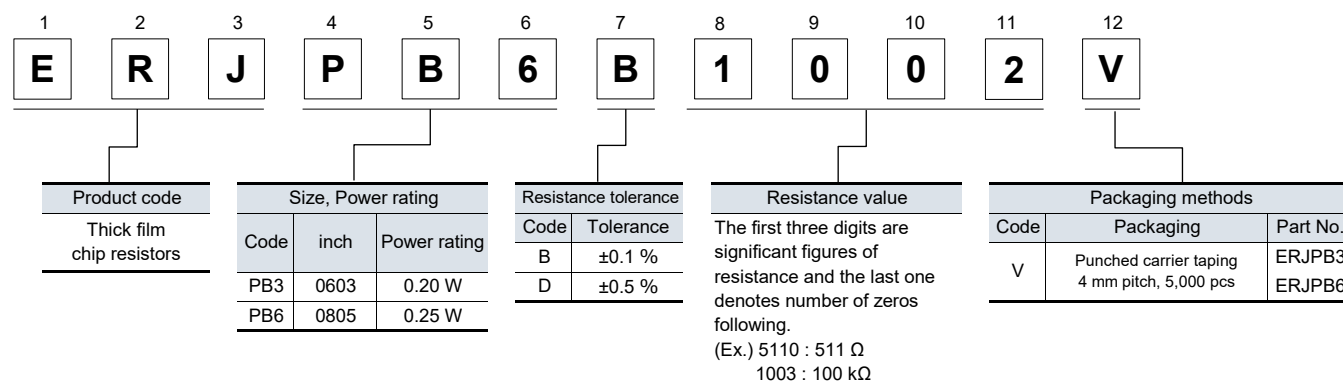 1 2 3 4 5 6 7 8 9 10 11 12
E R J P B 6 B 1 0 0 2 V
Product code
Thick film
chip resistors
Size, Power rating
Code inch Power rating
PB3 0603 0.20 W
PB6 0805 0.25 W
Resistance tolerance
Code Tolerance
B ±0.1 %
D ±0.5 %
Resistance value
The first three digits are
significant figures of
resistance and the last one
denotes number of zeros
following.
(Ex.) 5110 : 511 Ω
1003 : 100 kΩ
Packaging methods
Code Packaging Part No.
V Punched carrier taping
4 mm pitch, 5,000 pcs
ERJPB3
ERJPB6